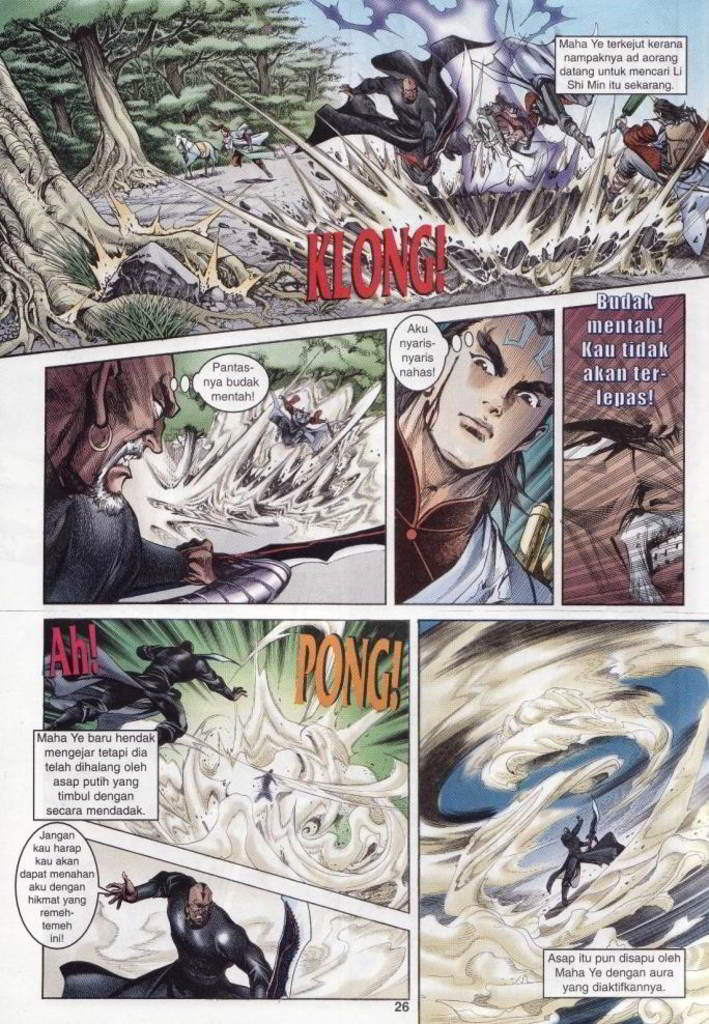 Maha Ye terkejut kerana
nampaknya ad aorang
datang untuk mencari Li
Shi Min itu sekarang.
KLONG!
Pantas-
nya budak
mentah!
Aku
nyaris-
nyaris
nahas!
Budak
mentah!
Kau tidak
akan ter-
lepas!
Ah!
PONG!
Maha Ye baru hendak
mengejar tetapi dia
telah dihalang oleh
asap putih yang
timbul dengan
secara mendadak.
Jangan
kau harap
kau akan
dapat menahan
aku dengan
hikmat yang
remeh-
temeh
ini!
Asap itu pun disapu oleh
Maha Ye dengan aura
yang diaktifkannya.
26